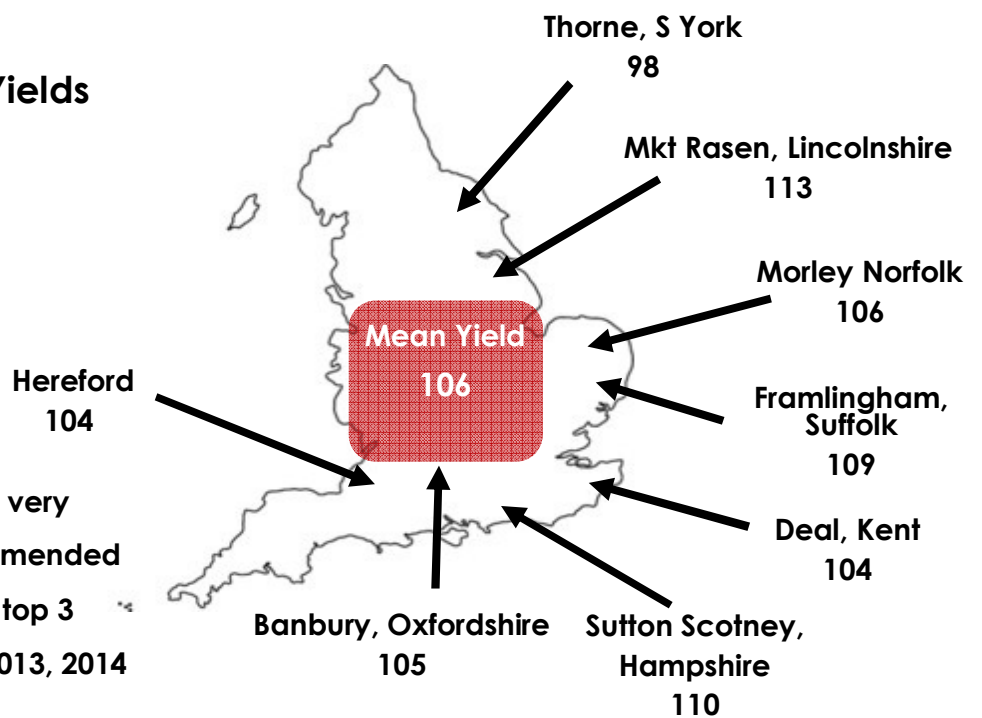 Thorne, S York
98
Yields
Mkt Rasen, Lincolnshire
113
Morley Norfolk
106
Mean Yield
106
Hereford
104
Framlingham,
Suffolk
109
very
mended
top 3
013, 2014
Deal, Kent
104
Banbury, Oxfordshire
105
Sutton Scotney,
Hampshire
110